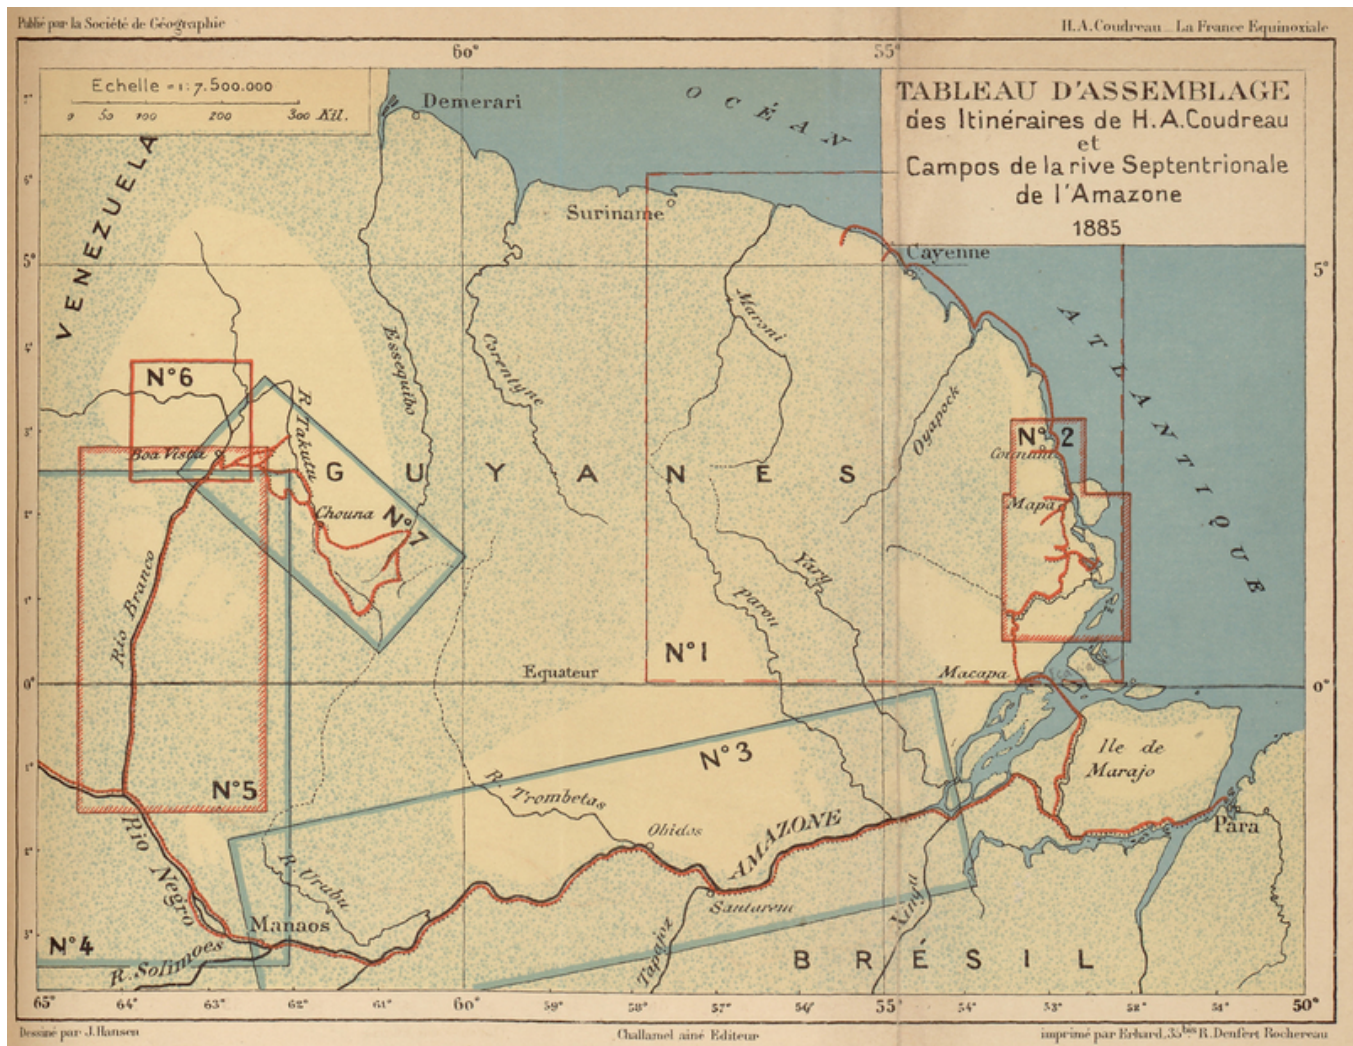 Publié par la Société de Géographie
H.A.Coudreau _ La France Equinoxiale
60°
55°
Echelle = 1:7.500.000
0 50 100 200 300 Kil.
TABLEAU D'ASSEMBLAGE
des Itinéraires de H.A.Coudreau
et
Campos de la rive Septentrionale
de l'Amazone
1885
OCÉAN
ATLANTIQUE
VENEZUELA
Demerari
Suriname
Cayenne
6°
5°
5°
4°
3°
Essequibo
Corentyne
Maroni
Oyapock
N°6
R. Takutu
Boa Vista
GUYANES
N° 2
Counani
Mapa
Chouna
N° 7
Rio Branco
Yary
Parou
N°1
Equateur
Macapa
0°
0°
N°3
Ile de
Marajo
N°5
R. Trombetas
Obidos
AMAZONE
Para
Rio Negro
R. Urubu
Santarem
Xingu
Tapajoz
Manaos
N°4
R. Solimoes
BRÉSIL
65° 64° 63° 62° 61° 60° 59° 58° 57° 56° 55° 54° 53° 52° 51° 50°
Dessiné par J. Hansen
Challamel ainé Editeur
imprimé par Erhard, 35bis R. Denfert Rochereau